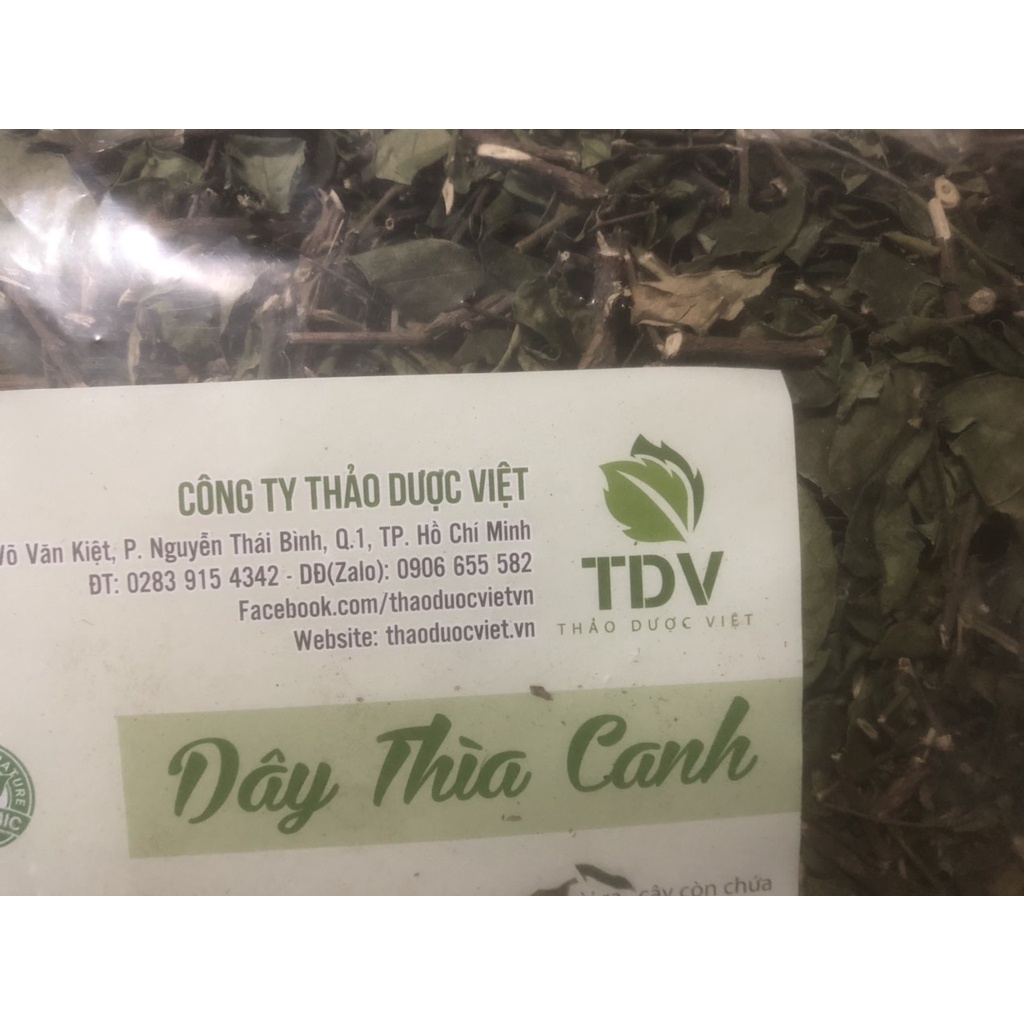 CÔNG TY THẢO DƯỢC VIỆT
Võ Văn Kiệt, P. Nguyễn Thái Bình, Q.1, TP. Hồ Chí Minh
ĐT: 0283 915 4342 - DĐ(Zalo): 0906 655 582
Facebook.com/thaoduocvietvn
Website: thaoduocviet.vn
TDV
THẢO DƯỢC VIỆT
Dây Thìa Canh
cây còn chứa